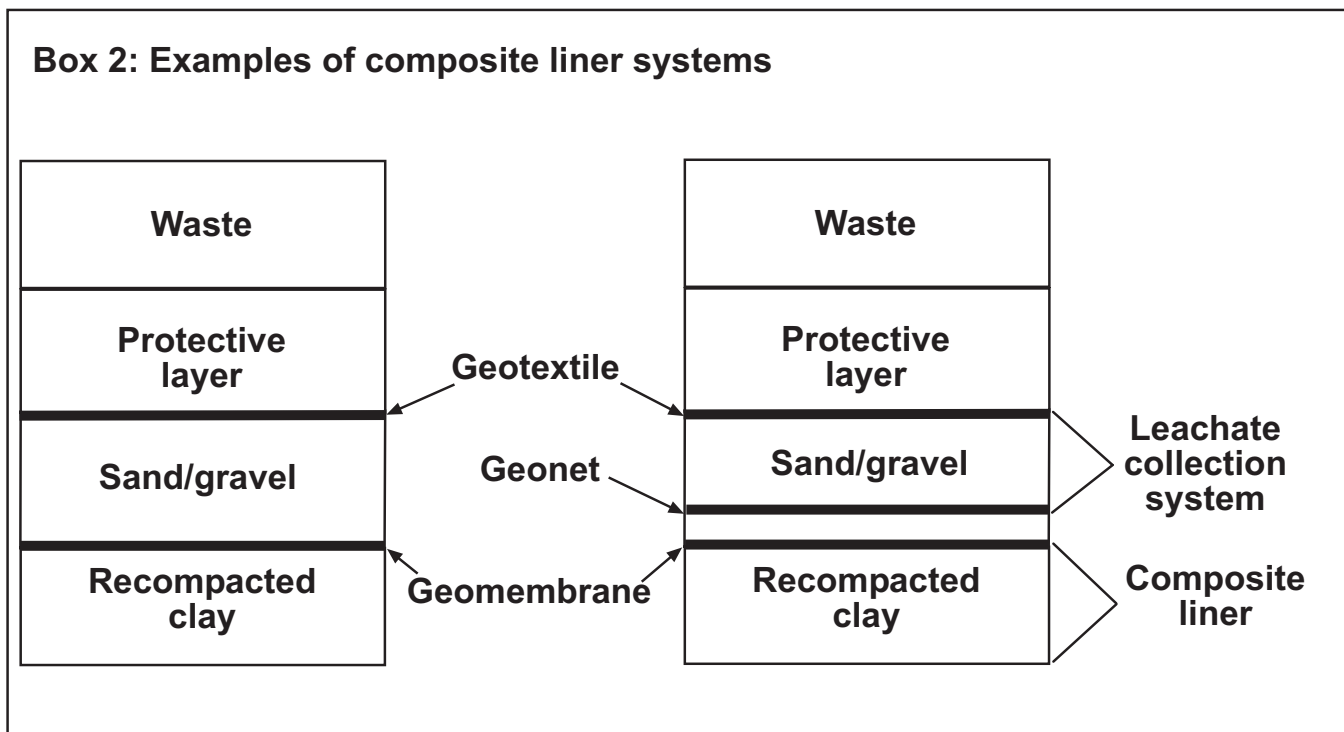 Box 2: Examples of composite liner systems
Waste
Protective
layer
Sand/gravel
Recompacted
clay
Geotextile
Geonet
Geomembrane
Waste
Protective
layer
Sand/gravel
Recompacted
clay
Leachate
collection
system
Composite
liner